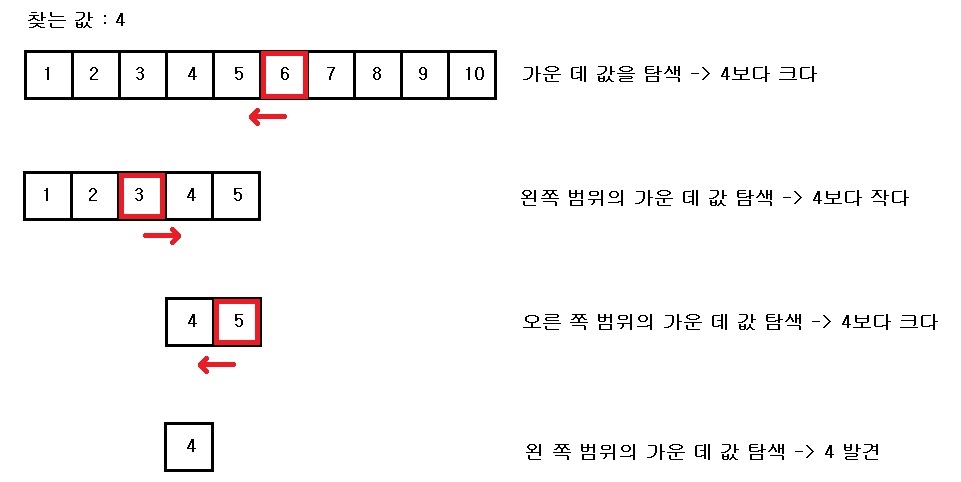 찾는 값 : 4
1 2 3 4 5 6 7 8 9 10 가운 데 값을 탐색 -> 4보다 크다
1 2 3 4 5 왼쪽 범위의 가운 데 값 탐색 -> 4보다 작다
4 5 오른 쪽 범위의 가운 데 값 탐색 -> 4보다 크다
4 왼 쪽 범위의 가운 데 값 탐색 -> 4 발견